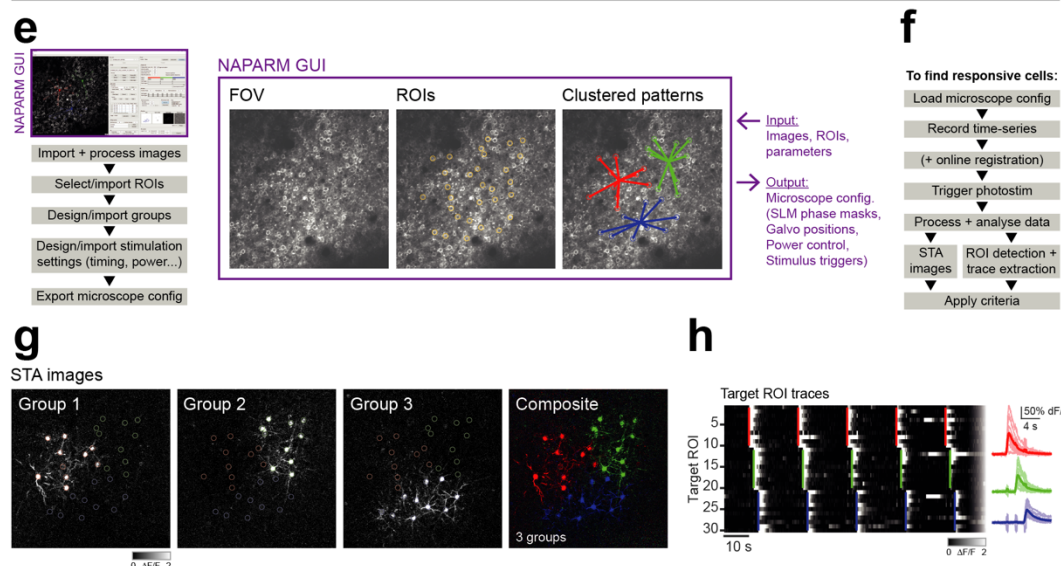 e
NAPARM GUI
Import + process images
Select/import ROIs
Design/import groups
Design/import stimulation
settings (timing, power...)
Export microscope config
NAPARM GUI
FOV
ROIs
Clustered patterns
Input:
Images, ROIs,
parameters
Output:
Microscope config.
(SLM phase masks,
Galvo positions,
Power control,
Stimulus triggers)
f
To find responsive cells:
Load microscope config
Record time-series
(+ online registration)
Trigger photostim
Process + analyse data
STA
images
ROI detection +
trace extraction
Apply criteria
g
STA images
Group 1
Group 2
Group 3
Composite
3 groups
0 ΔF/F 2
h
Target ROI traces
Target ROI
5
10
15
20
25
30
10 s
0 ΔF/F 2
50% dF/
4 s